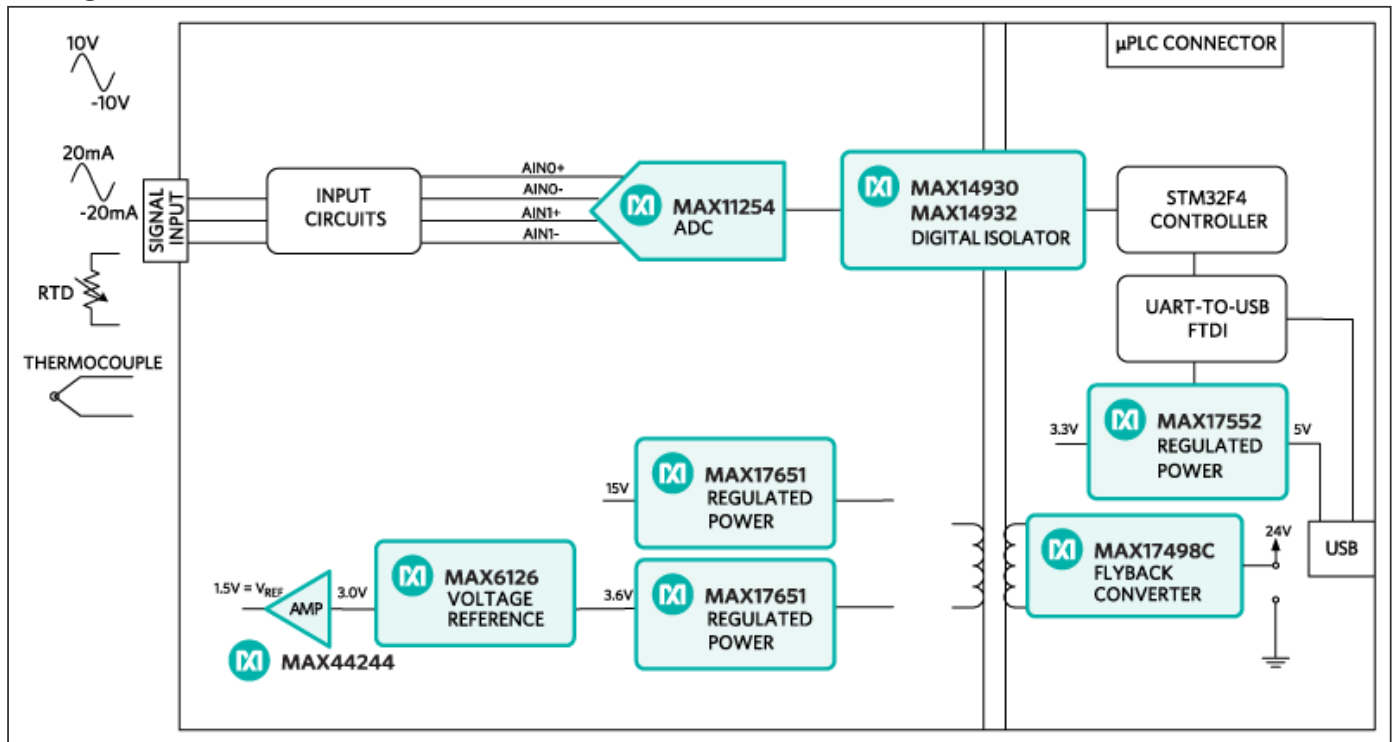 10V
-10V
20mA
-20mA
RTD
THERMOCOUPLE
SIGNAL
INPUT
INPUT
CIRCUITS
AIN0+
AIN0-
AIN1+
AIN1-
MAX11254
ADC
MAX14930
MAX14932
DIGITAL ISOLATOR
µPLC CONNECTOR
STM32F4
CONTROLLER
UART-TO-USB
FTDI
3.3V
MAX17552
REGULATED
POWER
5V
15V
MAX17651
REGULATED
POWER
1.5V = VREF
AMP
MAX44244
3.0V
MAX6126
VOLTAGE
REFERENCE
3.6V
MAX17651
REGULATED
POWER
MAX17498C
FLYBACK
CONVERTER
24V
USB